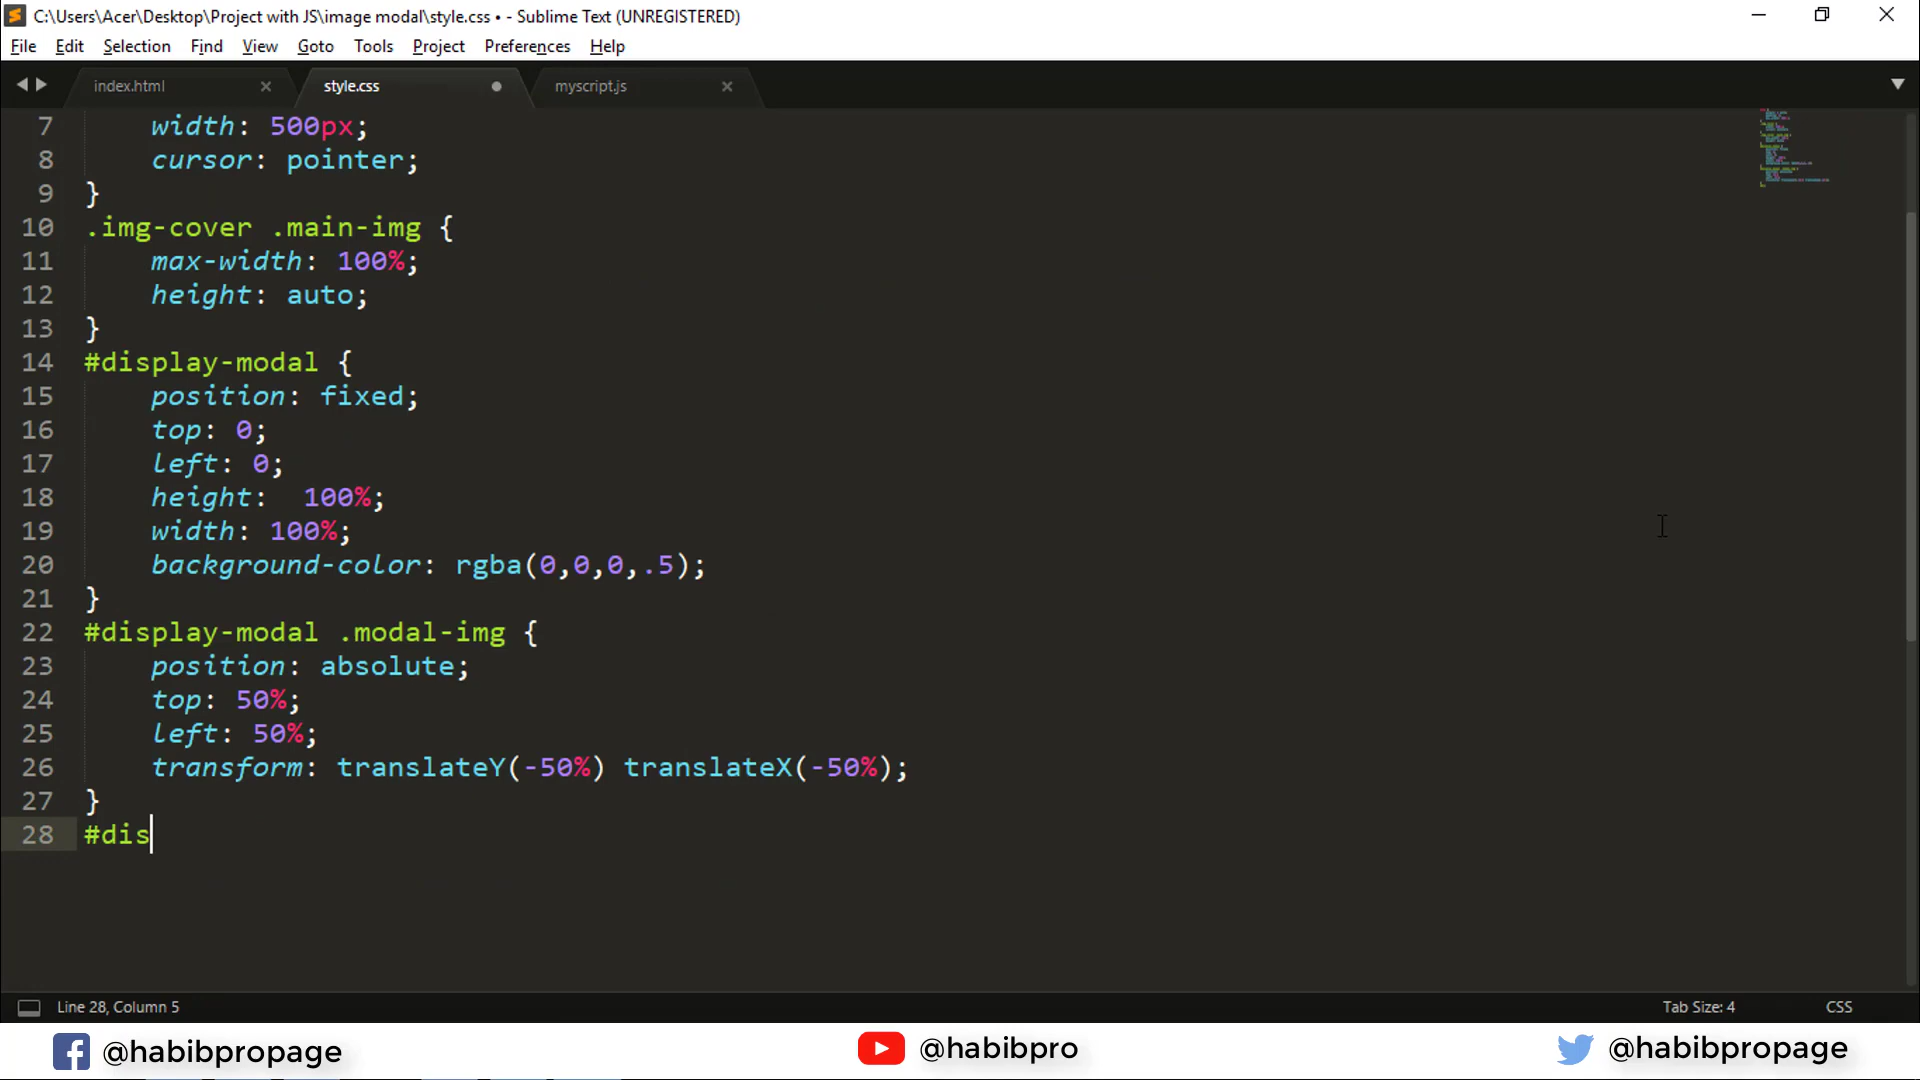 C:\Users\Acer\Desktop\Project with JS\image modal\style.css • - Sublime Text (UNREGISTERED)
File Edit Selection Find View Goto Tools Project Preferences Help
index.html style.css myscript.js
7 width: 500px;
8 cursor: pointer;
9 }
10 .img-cover .main-img {
11 max-width: 100%;
12 height: auto;
13 }
14 #display-modal {
15 position: fixed;
16 top: 0;
17 left: 0;
18 height:  100%;
19 width: 100%;
20 background-color: rgba(0,0,0,.5);
21 }
22 #display-modal .modal-img {
23 position: absolute;
24 top: 50%;
25 left: 50%;
26 transform: translateY(-50%) translateX(-50%);
27 }
28 #dis
Line 28, Column 5 Tab Size: 4 CSS
@habibpropage @habibpro @habibpropage